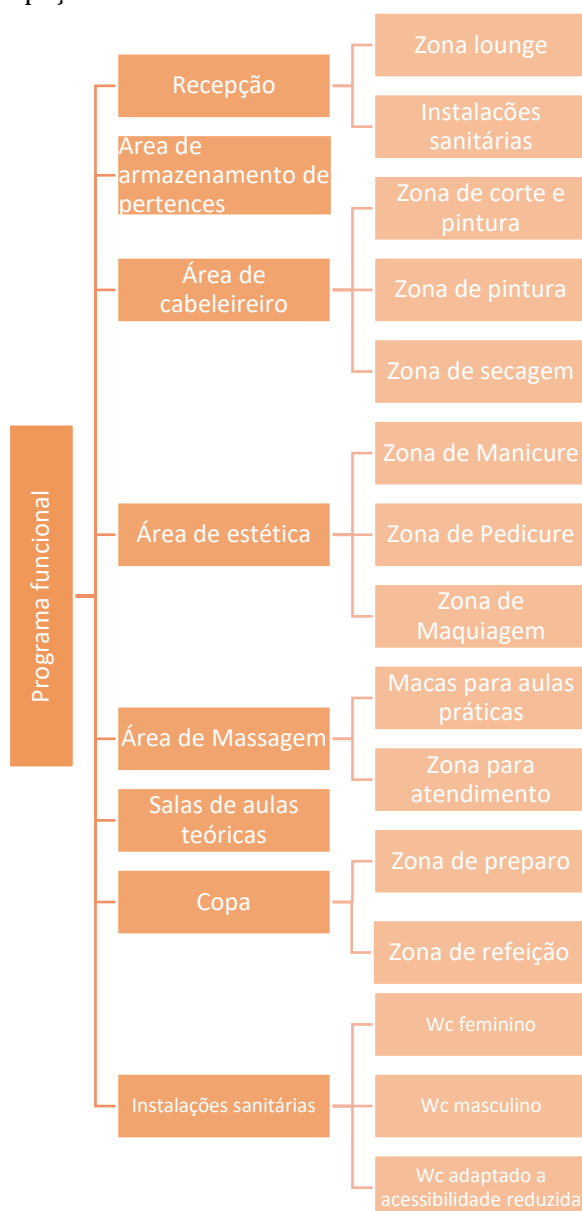 Programa funcional
Recepção
Zona lounge
Instalacões
sanitárias
Area de
armazenamento de
pertences
Área de
cabeleireiro
Zona de corte e
pintura
Zona de pintura
Zona de secagem
Área de estética
Zona de Manicure
Zona de Pedicure
Zona de
Maquiagem
Área de Massagem
Macas para aulas
práticas
Zona para
atendimento
Salas de aulas
teóricas
Copa
Zona de preparo
Zona de refeição
Instalações sanitárias
Wc feminino
Wc masculino
Wc adaptado a
acessibilidade reduzida